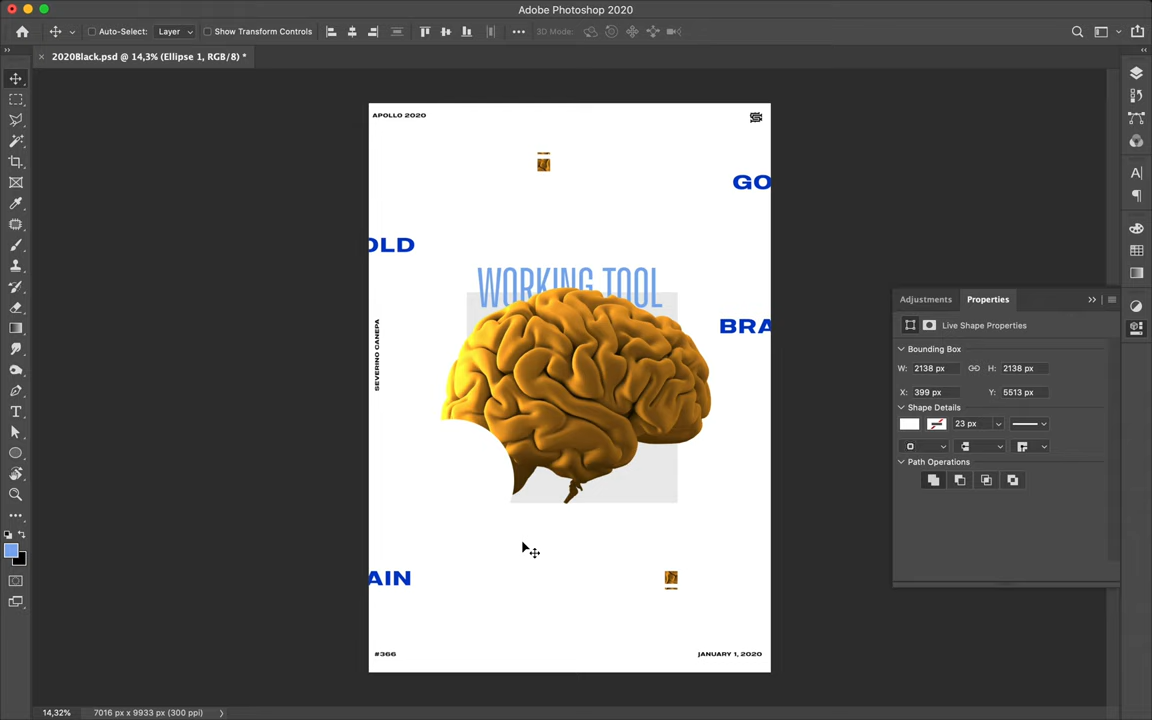 Adobe Photoshop 2020
Auto-Select:
Layer
Show Transform Controls
3D Mode:
2020Black.psd @ 14,3% (Ellipse 1, RGB/8) *
APOLLO 2020
GO
OLD
WORKING TOOL
BRA
SEVERINO CANEPA
AIN
#366
JANUARY 1, 2020
Adjustments
Properties
Live Shape Properties
Bounding Box
W: 2138 px
H: 2138 px
X: 399 px
Y: 5513 px
Shape Details
23 px
Path Operations
14,32%
7016 px x 9933 px (300 ppi)